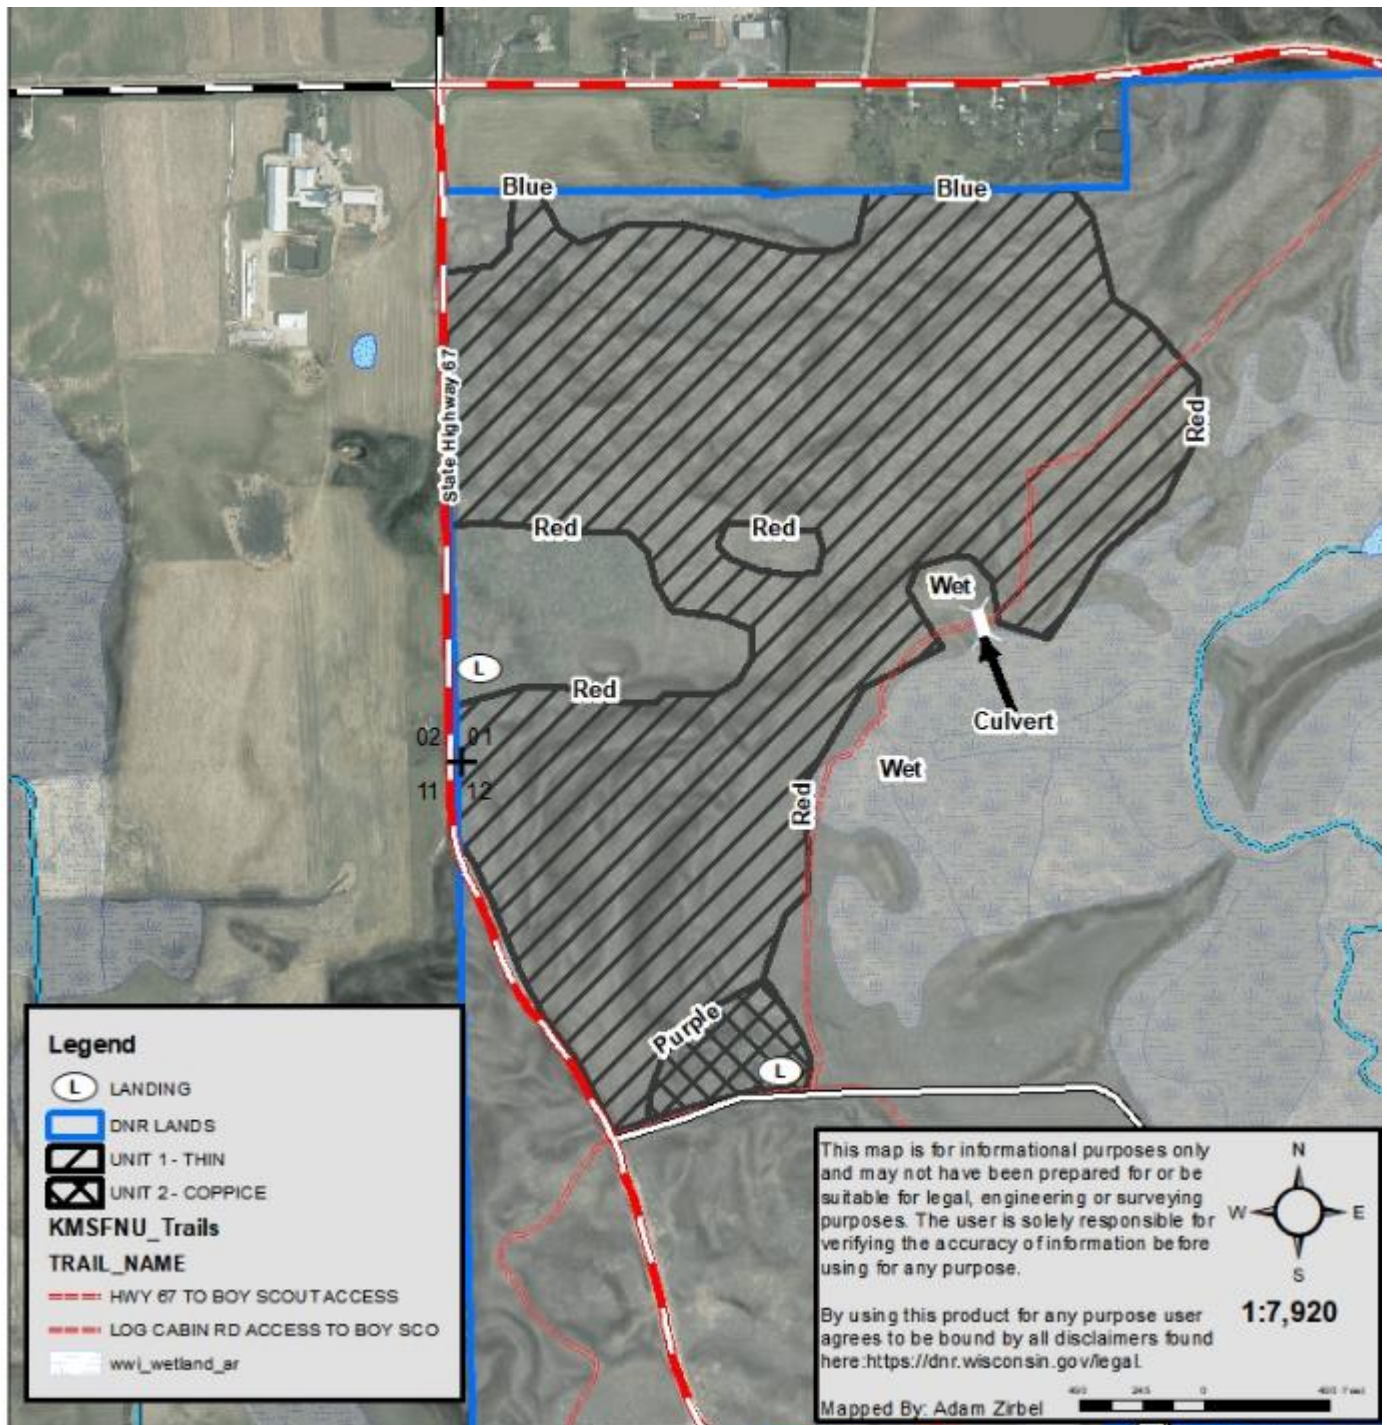 Blue
Blue
State Highway 67
Red
Red
Red
Wet
L
Red
Culvert
02 01
11 12
Wet
Red
Purple
L
Legend
L LANDING
DNR LANDS
UNIT 1 - THIN
UNIT 2 - COPPICE
KMSFNU_Trails
TRAIL_NAME
HWY 67 TO BOY SCOUT ACCESS
LOG CABIN RD ACCESS TO BOY SCO
wwi_wetland_ar
This map is for informational purposes only
and may not have been prepared for or be
suitable for legal, engineering or surveying
purposes. The user is solely responsible for
verifying the accuracy of information before
using for any purpose.
By using this product for any purpose user
agrees to be bound by all disclaimers found
here:https://dnr.wisconsin.gov/legal.
Mapped By: Adam Zirbel
N
W E
S
1:7,920
245 0